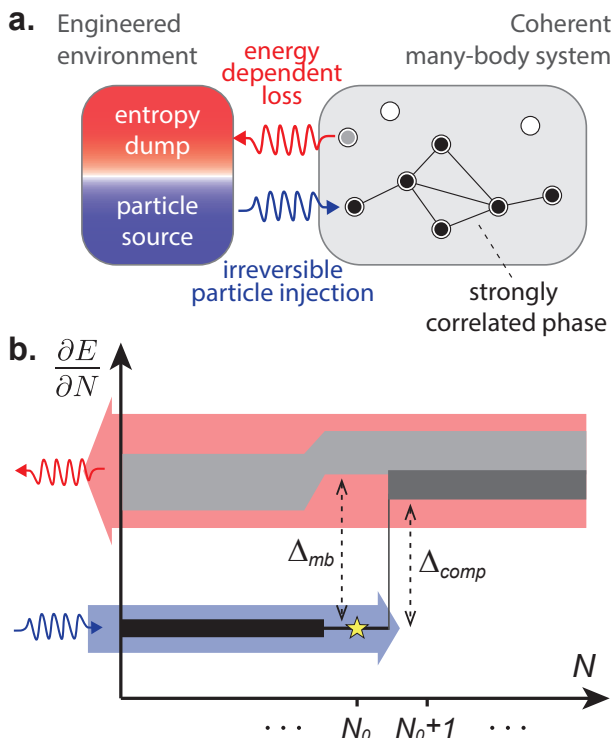 a.
Engineered
environment
energy
dependent
loss
Coherent
many-body system
entropy
dump
particle
source
irreversible
particle injection
strongly
correlated phase
b.
∂E
∂N
Δmb
Δcomp
N
· · · N₀ N₀+1 · · ·